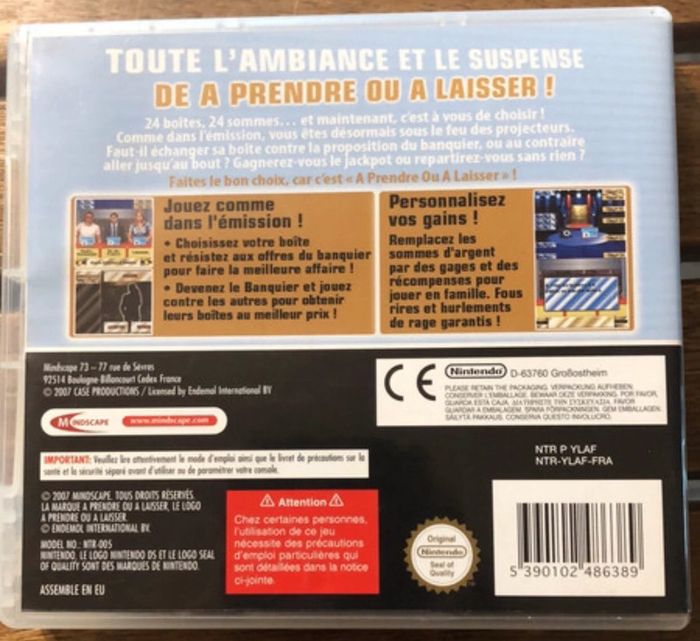 TOUTE L'AMBIANCE ET LE SUSPENSE
DE A PRENDRE OU A LAISSER !
24 boîtes, 24 sommes... et maintenant, c'est à vous de choisir !
Comme dans l'émission, vous êtes désormais sous le feu des projecteurs.
Faut-il échanger sa boîte contre la proposition du banquier, ou au contraire
aller jusqu'au bout ? Gagnerez-vous le jackpot ou repartirez-vous sans rien ?
Faites le bon choix, car c'est « A Prendre Ou A Laisser » !
Jouez comme
dans l'émission !
• Choisissez votre boîte
et résistez aux offres du banquier
pour faire la meilleure affaire !
• Devenez le Banquier et jouez
contre les autres pour obtenir
leurs boîtes au meilleur prix !
Personnalisez
vos gains !
Remplacez les
sommes d'argent
par des gages et des
récompenses pour
jouer en famille. Fous
rires et hurlements
de rage garantis !
Mindscape 73 – 77 rue de Sèvres
92514 Boulogne-Billancourt Cedex France
© 2007 CASE PRODUCTIONS / Licensed by Endemol International BV
MINDSCAPE
www.mindscape.com
CE
Nintendo D-63760 Großostheim
PLEASE RETAIN THE PACKAGING. VERPACKUNG AUFHEBEN.
CONSERVER L'EMBALLAGE. BEWAAR DEZE VERPAKKING. POR FAVOR,
GUARDA ESTA CAJA. ΔΙΑΤΗΡΗΣΤΕ ΤΗΝ ΣΥΣΚΕΥΑΣΙΑ. FAVOR
GUARDAR A EMBALAGEM. SPARA FÖRPACKNINGEN. GEM EMBALLAGEN.
SÄILYTÄ PAKKAUS. CONSERVATE QUESTO INVOLUCRO.
NTR P YLAF
NTR-YLAF-FRA
IMPORTANT: Veuillez lire attentivement le mode d'emploi ainsi que le livret de précautions sur la
santé et la sécurité séparé avant d'utiliser ou de paramétrer votre console.
© 2007 MINDSCAPE. TOUS DROITS RÉSERVÉS.
LA MARQUE A PRENDRE OU A LAISSER, LE LOGO
A PRENDRE OU A LAISSER
© ENDEMOL INTERNATIONAL BV.
MODEL NO.: NTR-005
NINTENDO, LE LOGO NINTENDO DS ET LE LOGO SEAL
OF QUALITY SONT DES MARQUES DE NINTENDO.
ASSEMBLE EN EU
⚠ Attention ⚠
Chez certaines personnes,
l'utilisation de ce jeu
nécessite des précautions
d'emploi particulières qui
sont détaillées dans la notice
ci-jointe.
Original
Nintendo
Seal of
Quality
5 390102 486389